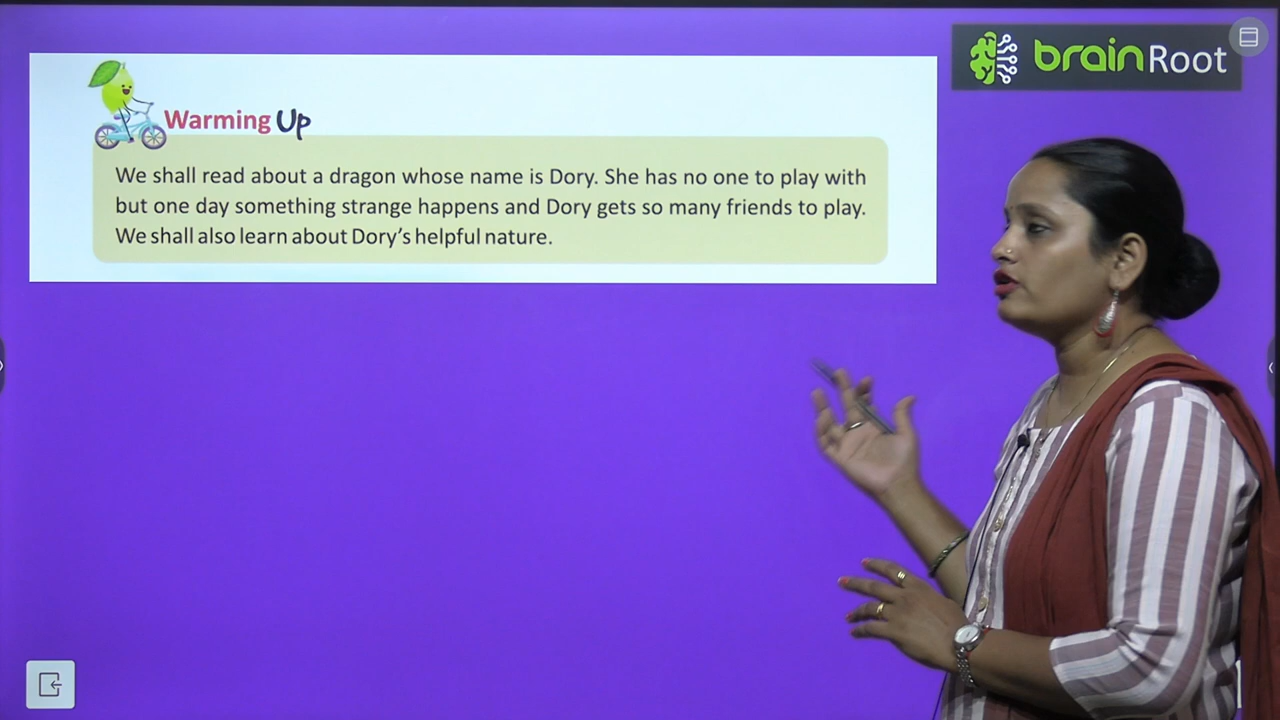 brainRoot
Warming Up
We shall read about a dragon whose name is Dory. She has no one to play with
but one day something strange happens and Dory gets so many friends to play.
We shall also learn about Dory's helpful nature.